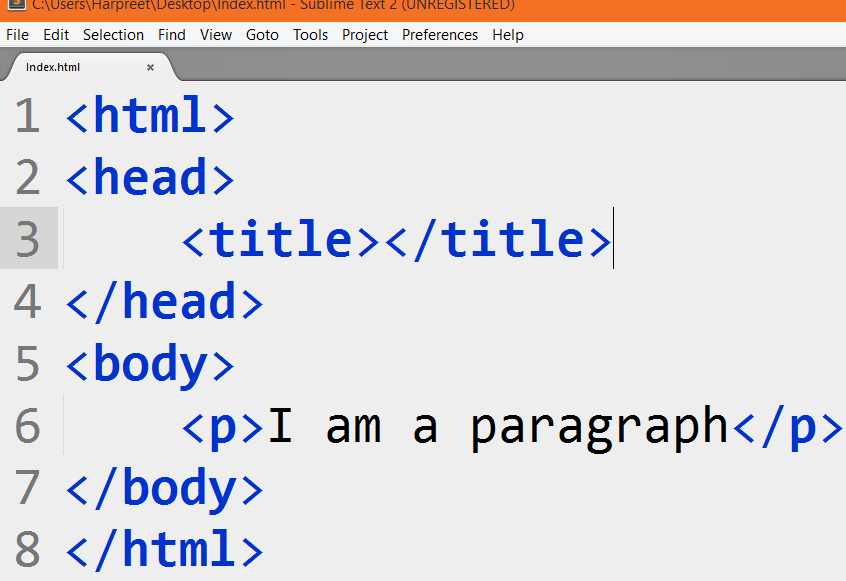 C:\Users\Harpreet\Desktop\Index.html - Sublime Text 2 (UNREGISTERED)
File Edit Selection Find View Goto Tools Project Preferences Help
Index.html ×
1 <html>
2 <head>
3     <title></title>
4 </head>
5 <body>
6     <p>I am a paragraph</p>
7 </body>
8 </html>